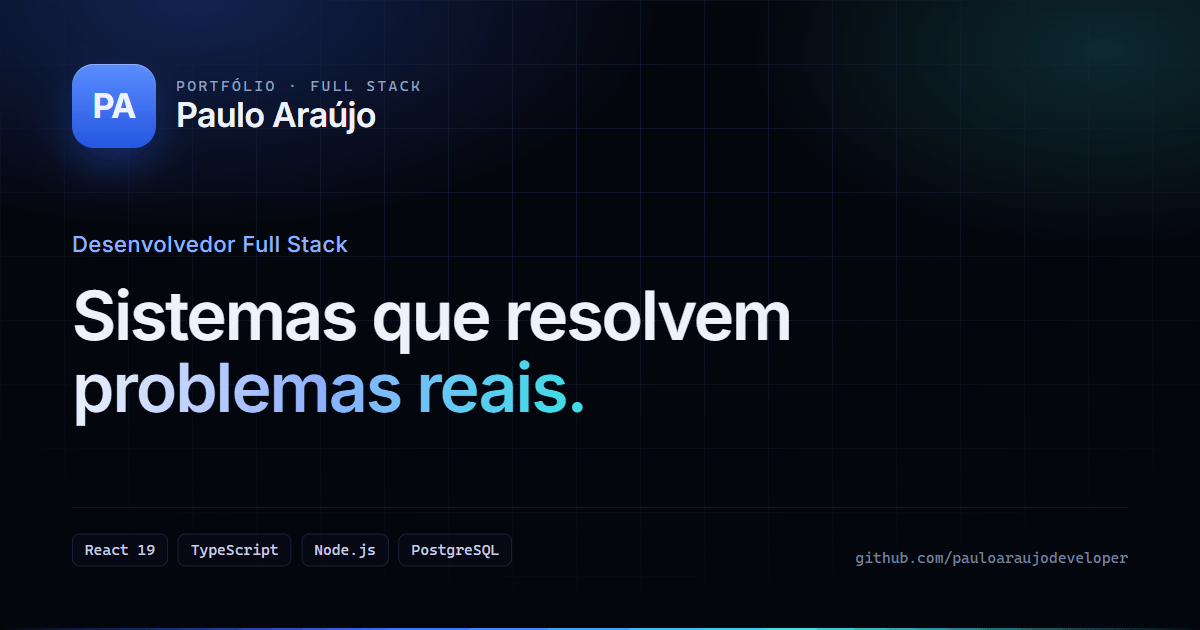 PA
PORTFÓLIO · FULL STACK
Paulo Araújo
Desenvolvedor Full Stack
Sistemas que resolvem
problemas reais.
React 19 TypeScript Node.js PostgreSQL
github.com/pauloaraujodeveloper